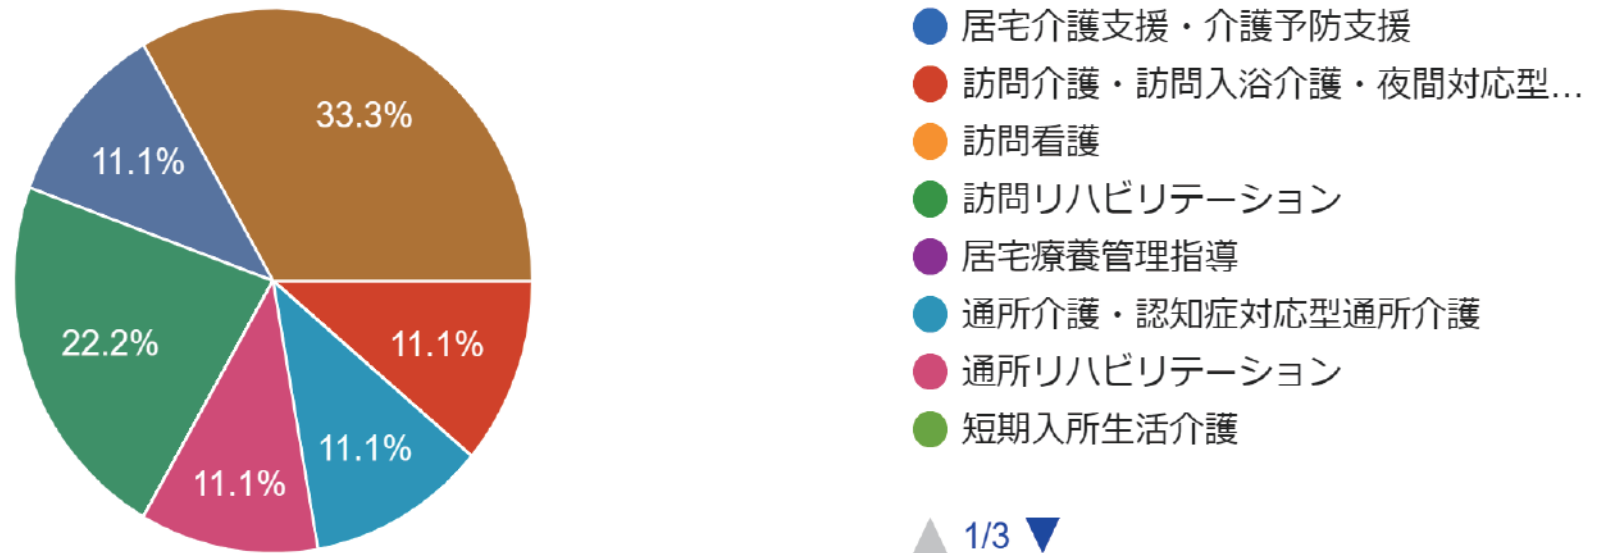 33.3%
11.1%
22.2%
11.1%
11.1%
11.1%
居宅介護支援・介護予防支援
訪問介護・訪問入浴介護・夜間対応型...
訪問看護
訪問リハビリテーション
居宅療養管理指導
通所介護・認知症対応型通所介護
通所リハビリテーション
短期入所生活介護
1/3